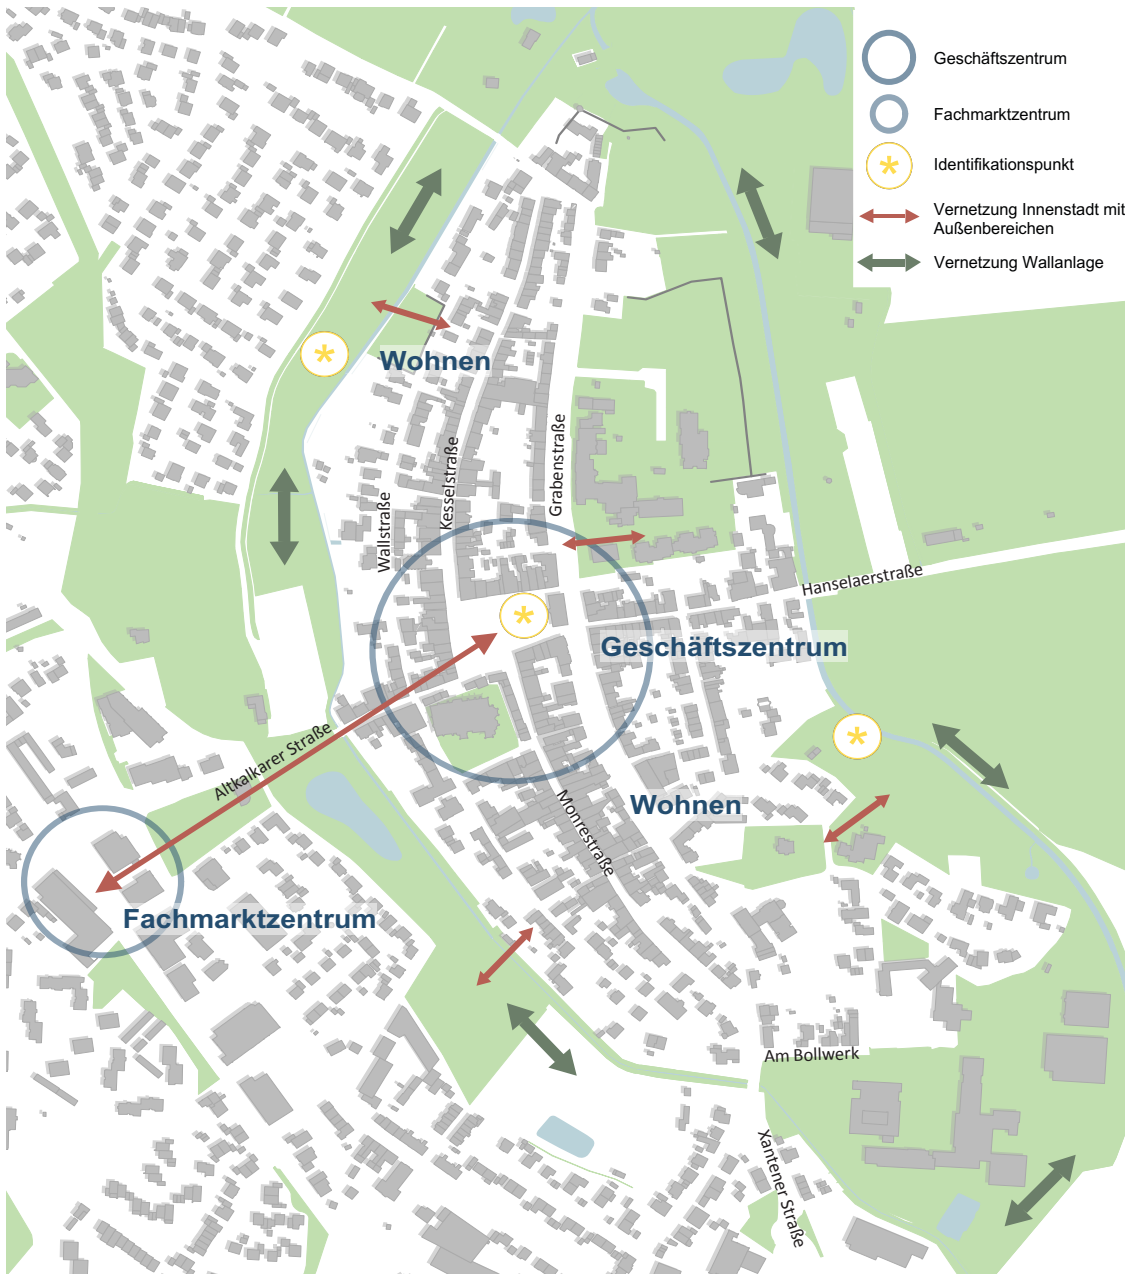 Geschäftszentrum
Fachmarktzentrum
Identifikationspunkt
Vernetzung Innenstadt mit
Außenbereichen
Vernetzung Wallanlage
Wohnen
Grabenstraße
Kesselstraße
Wallstraße
Hanselaerstraße
Geschäftszentrum
Altkalkarer Straße
Wohnen
Monrestraße
Fachmarktzentrum
Am Bollwerk
Xantener Straße